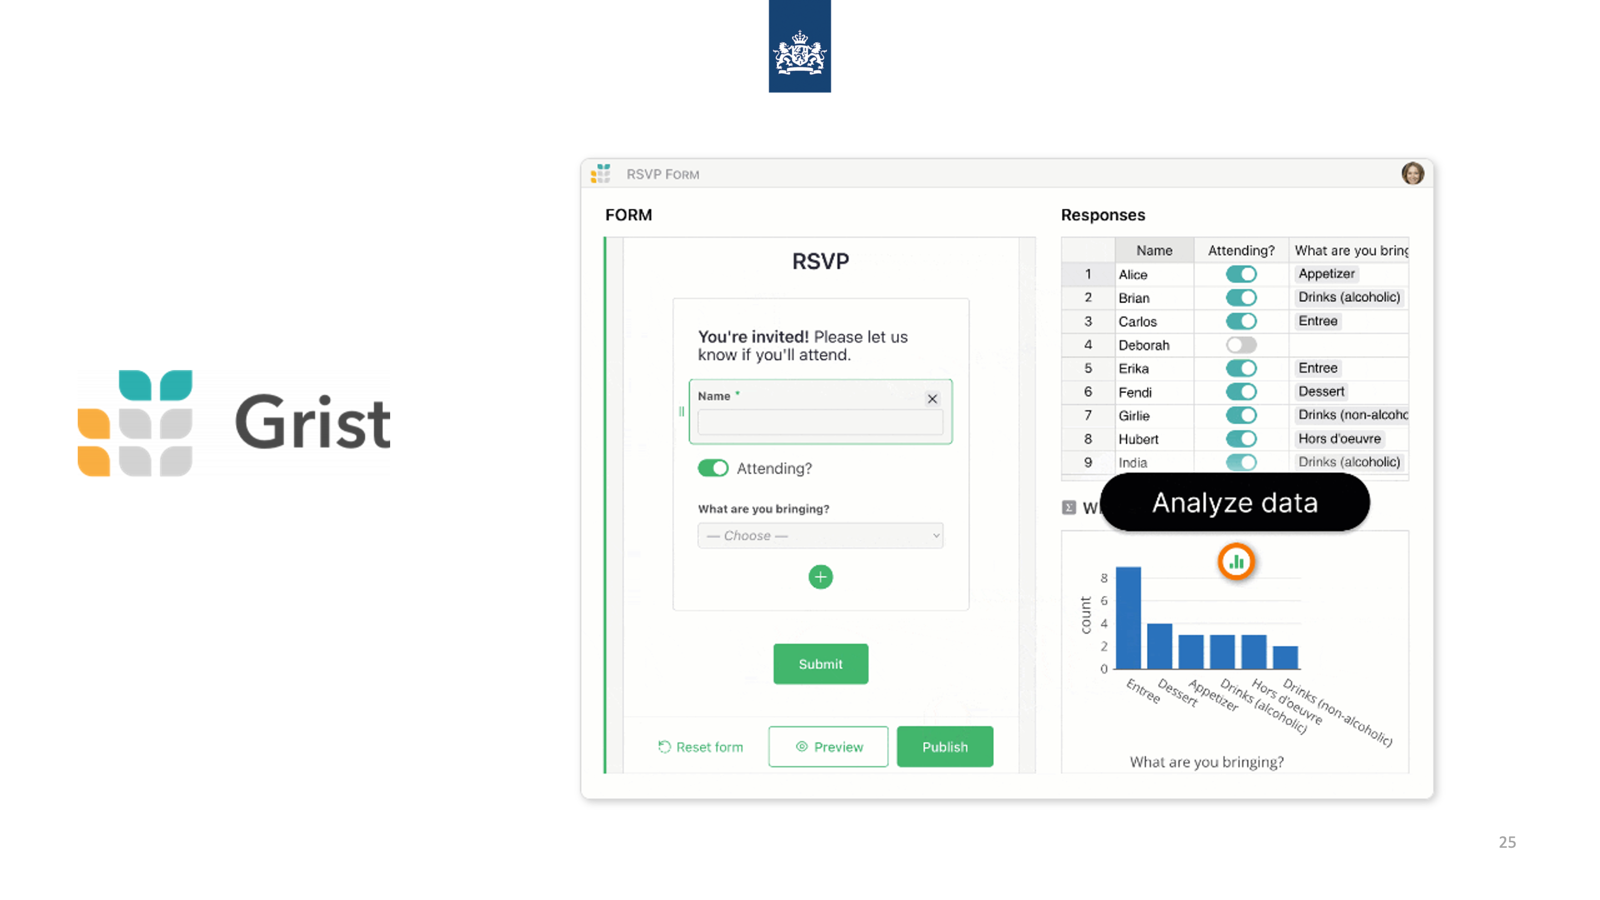 Grist
RSVP FORM
FORM
RSVP
You're invited! Please let us
know if you'll attend.
Name *
Attending?
What are you bringing?
— Choose —
Submit
Reset form
Preview
Publish
Responses
Name Attending? What are you bring
1 Alice Appetizer
2 Brian Drinks (alcoholic)
3 Carlos Entree
4 Deborah
5 Erika Entree
6 Fendi Dessert
7 Girlie Drinks (non-alcoho
8 Hubert Hors d'oeuvre
9 India Drinks (alcoholic)
Analyze data
count
8
6
4
2
0
Entree
Dessert
Appetizer
Drinks (alcoholic)
Hors d'oeuvre
Drinks (non-alcoholic)
What are you bringing?
25